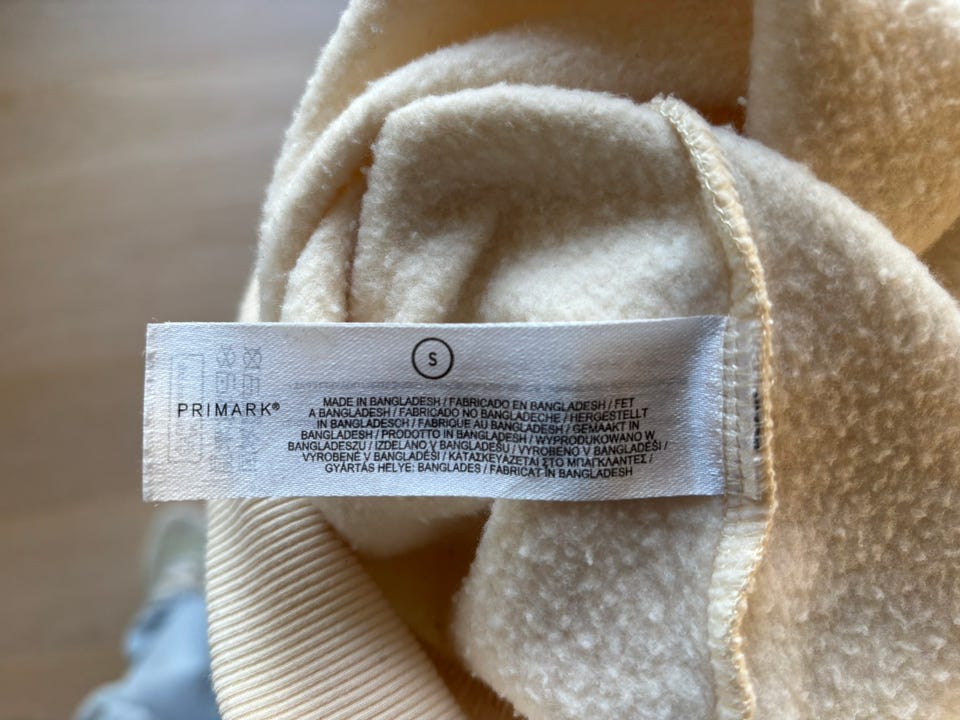 S
PRIMARK®
MADE IN BANGLADESH / FABRICADO EN BANGLADESH / FET
A BANGLADESH / FABRICADO NO BANGLADECHE / HERGESTELLT
IN BANGLADESCH / FABRIQUE AU BANGLADESH / GEMAAKT IN
BANGLADESH / PRODOTTO IN BANGLADESH / WYPRODUKOWANO W
BANGLADESZU / IZDELANO V BANGLADEŠU / VYROBENO V BANGLADÉŠI /
VYROBENÉ V BANGLADÉŠI / ΚΑΤΑΣΚΕΥΑΖΕΤΑΙ ΣΤΟ ΜΠΑΓΚΛΑΝΤΕΣ /
GYÁRTÁS HELYE: BANGLADES / FABRICAT ÎN BANGLADESH